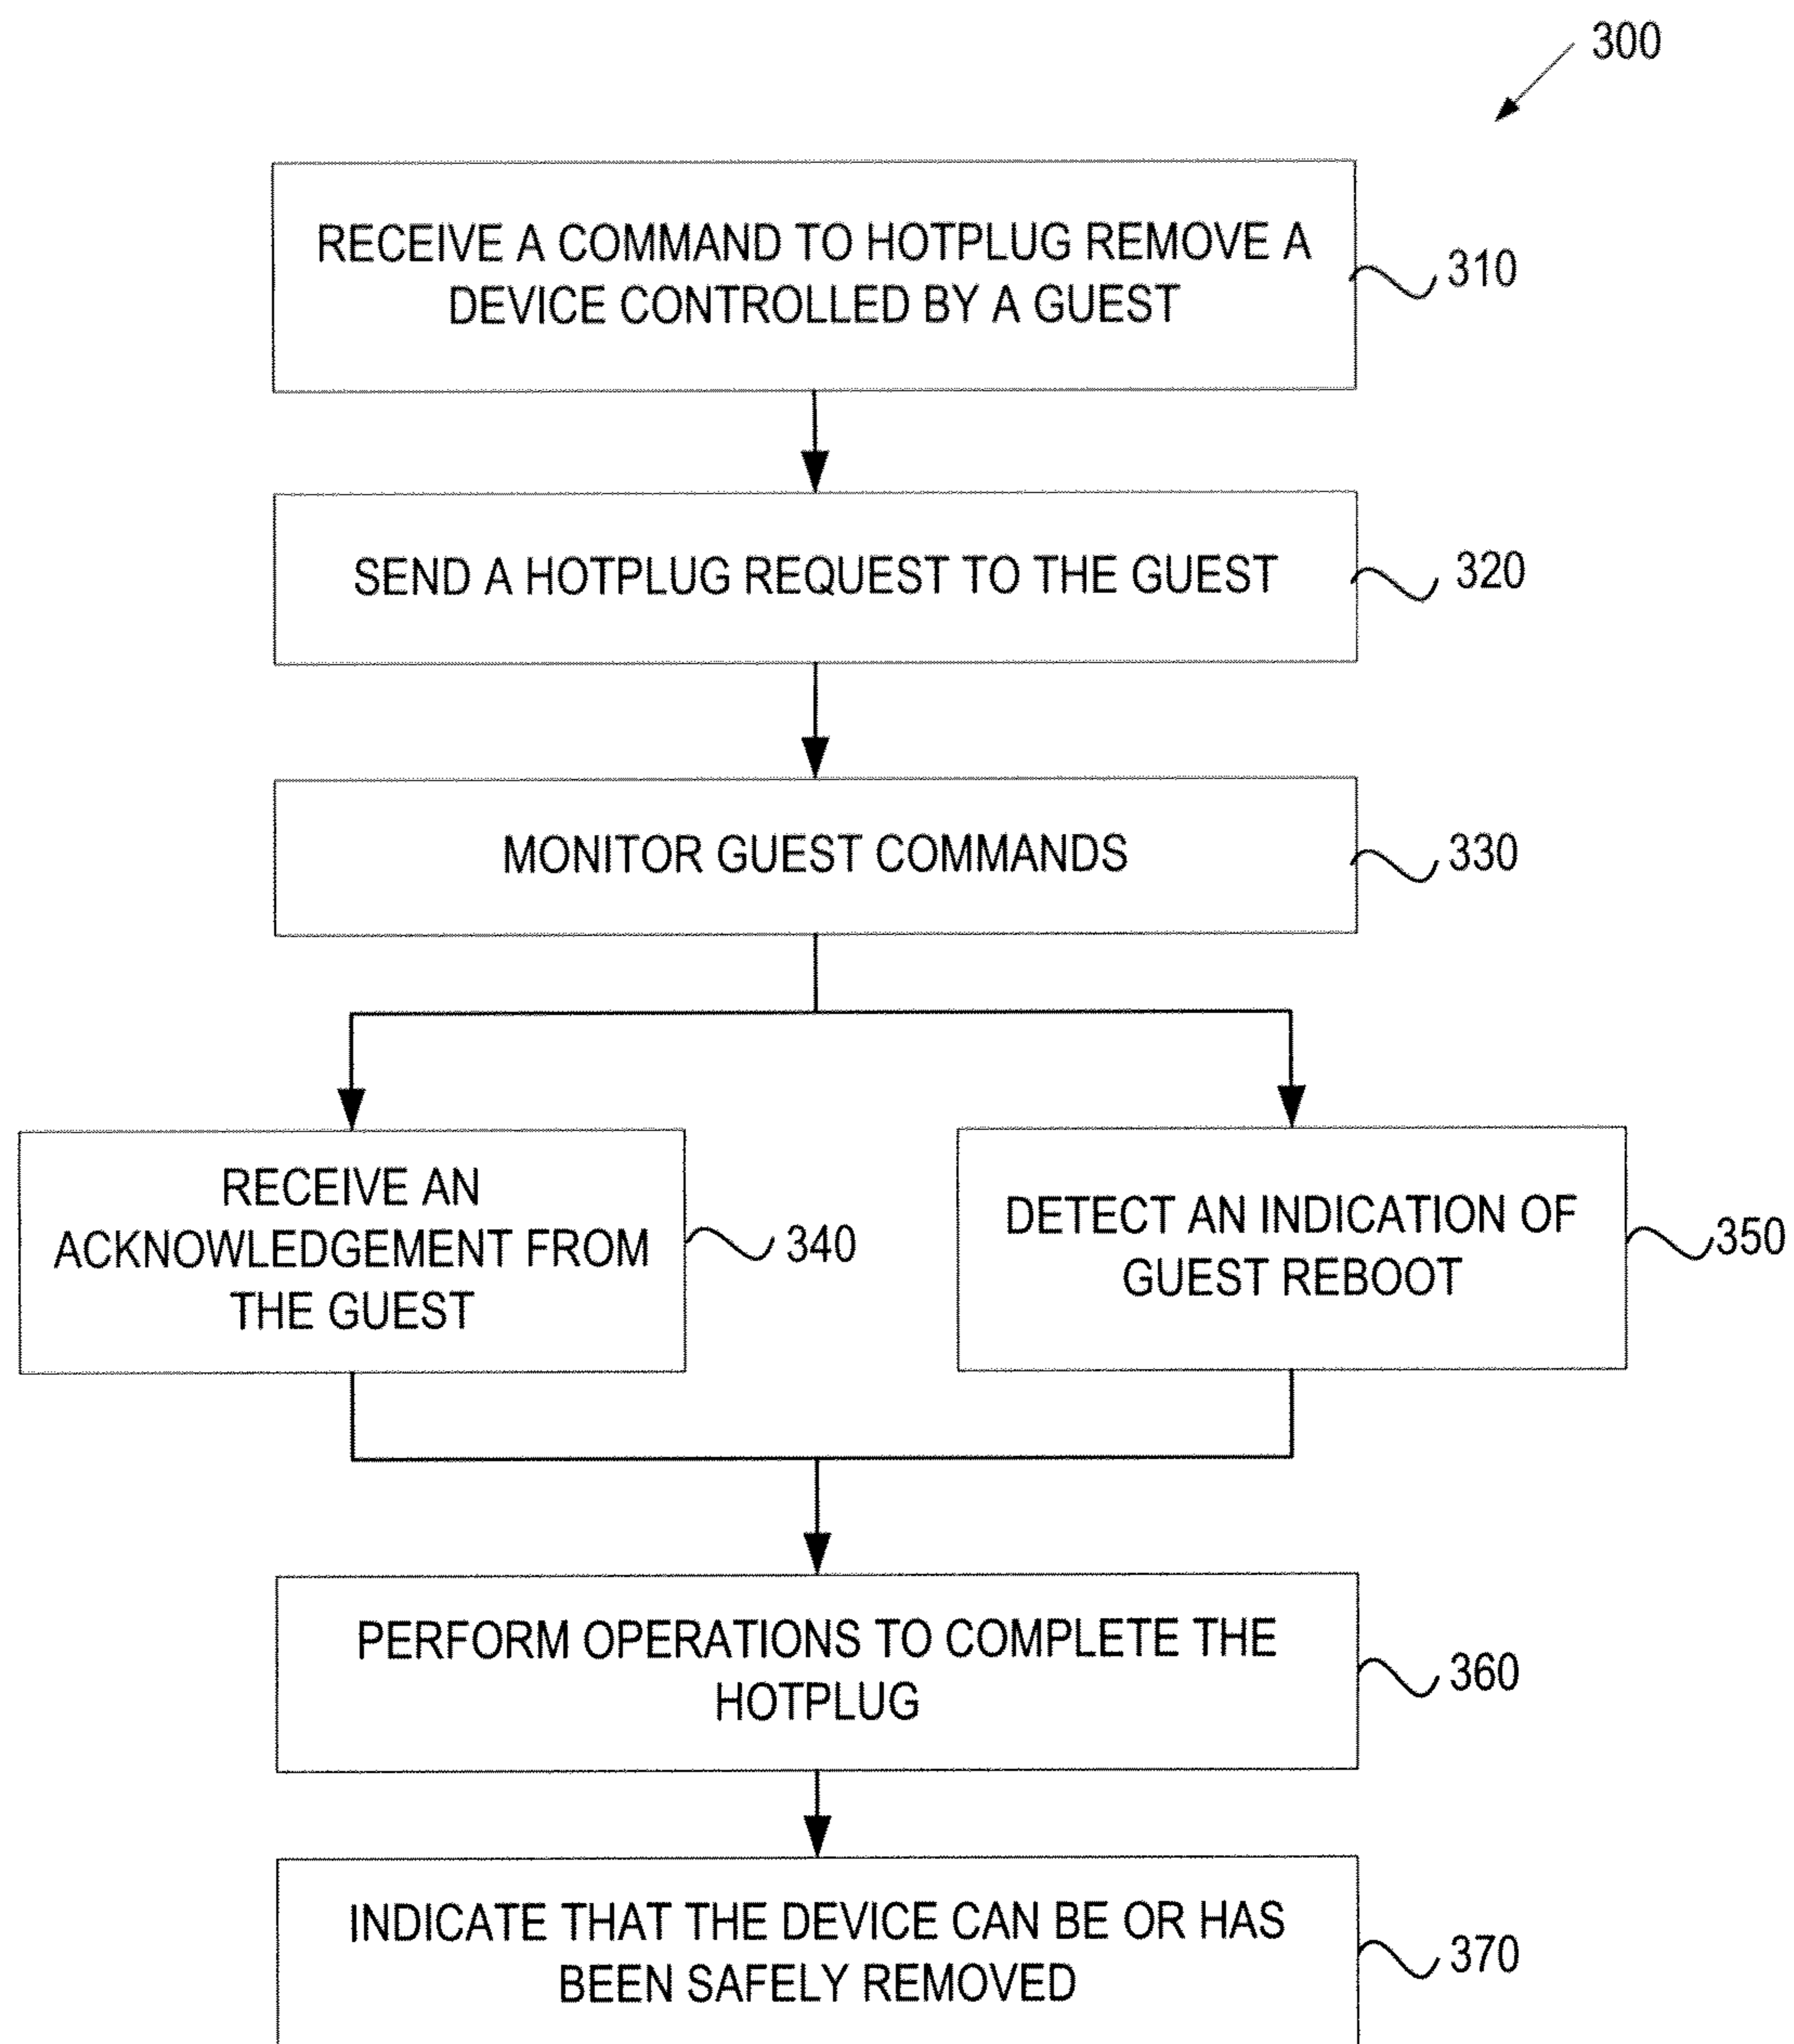 300
RECEIVE A COMMAND TO HOTPLUG REMOVE A
DEVICE CONTROLLED BY A GUEST
310
SEND A HOTPLUG REQUEST TO THE GUEST
320
MONITOR GUEST COMMANDS
330
RECEIVE AN
ACKNOWLEDGEMENT FROM
THE GUEST
340
DETECT AN INDICATION OF
GUEST REBOOT
350
PERFORM OPERATIONS TO COMPLETE THE
HOTPLUG
360
INDICATE THAT THE DEVICE CAN BE OR HAS
BEEN SAFELY REMOVED
370